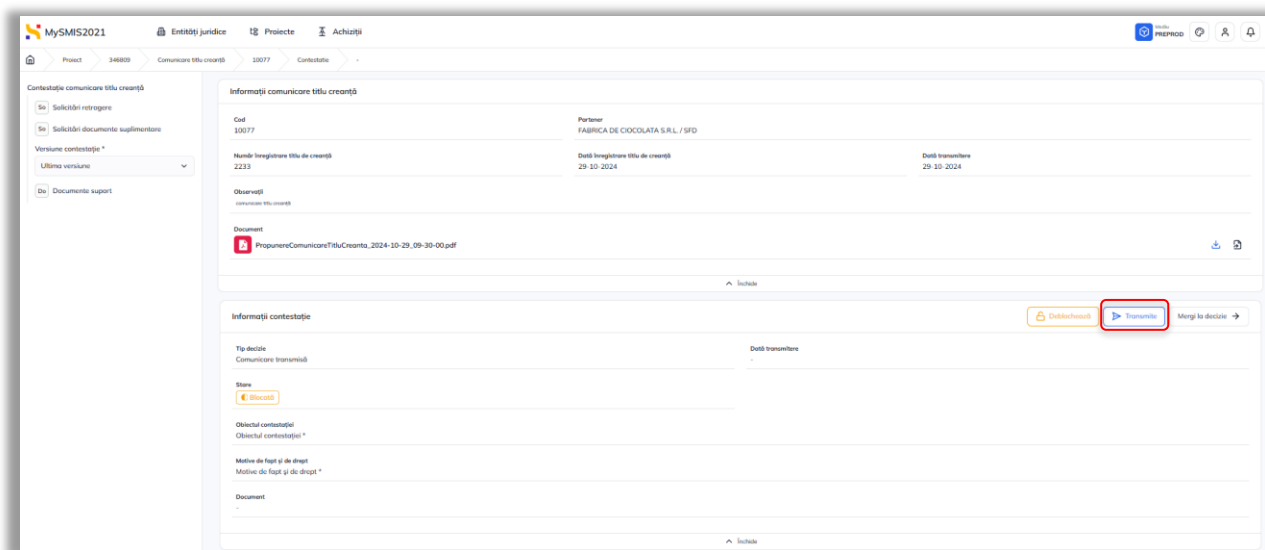 MySMIS2021 Entități juridice Proiecte Achiziții Mediu PREPROD
Proiect 346809 Comunicare titlu creanță 10077 Contestatie -
Contestație comunicare titlu creanță
So Solicitări retragere
So Solicitări documente suplimentare
Versiune contestație *
Ultima versiune
Do Documente suport
Informații comunicare titlu creanță
Cod Partener
10077 FABRICA DE CIOCOLATA S.R.L. / SFD
Număr înregistrare titlu de creanță Dată înregistrare titlu de creanță Dată transmitere
2233 29-10-2024 29-10-2024
Observații
comunicare titlu creanță
Document
PropunereComunicareTitluCreanta_2024-10-29_09-30-00.pdf
Închide
Informații contestație Deblochează Transmite Mergi la decizie
Tip decizie Dată transmitere
Comunicare transmisă -
Stare
Blocată
Obiectul contestației
Obiectul contestației *
Motive de fapt și de drept
Motive de fapt și de drept *
Document
-
Închide